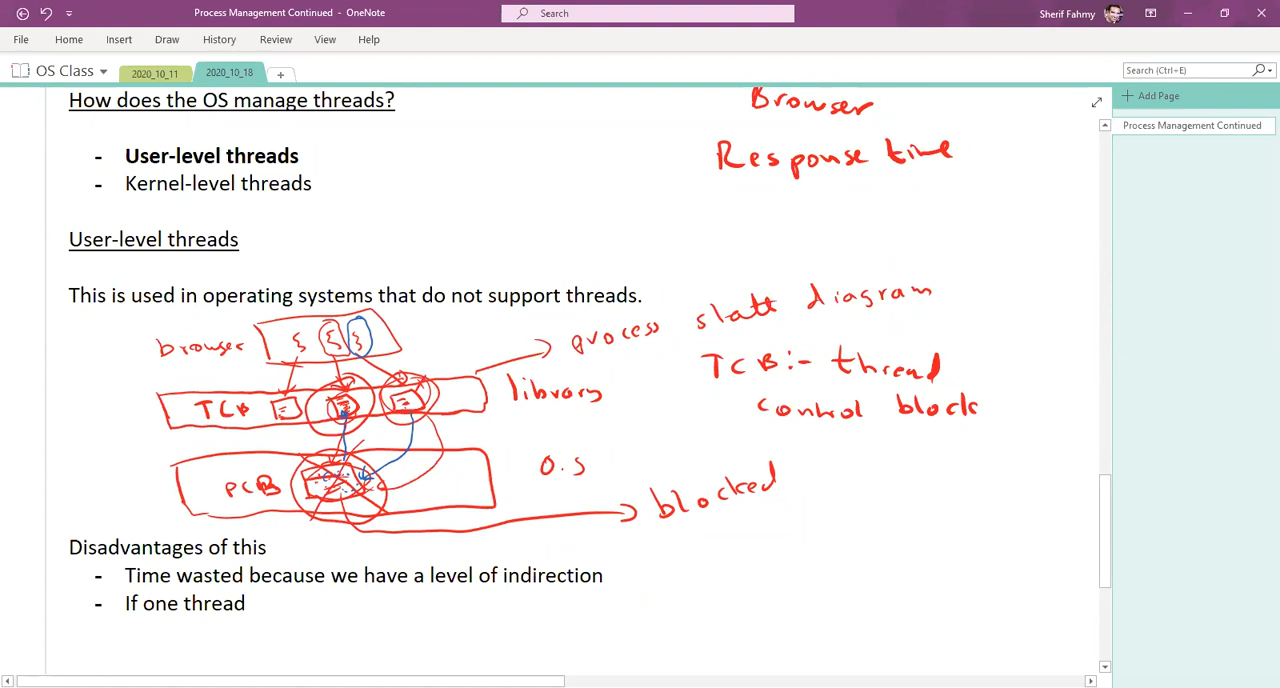 Process Management Continued - OneNote
Search
Sherif Fahmy
File Home Insert Draw History Review View Help
OS Class
2020_10_11
2020_10_18
Search (Ctrl+E)
Add Page
Process Management Continued
How does the OS manage threads?
Browser
Response time
- User-level threads
- Kernel-level threads
User-level threads
This is used in operating systems that do not support threads.
state diagram
browser
process
TCB:- thread
control block
library
TCB
O.S
PCB
blocked
Disadvantages of this
- Time wasted because we have a level of indirection
- If one thread